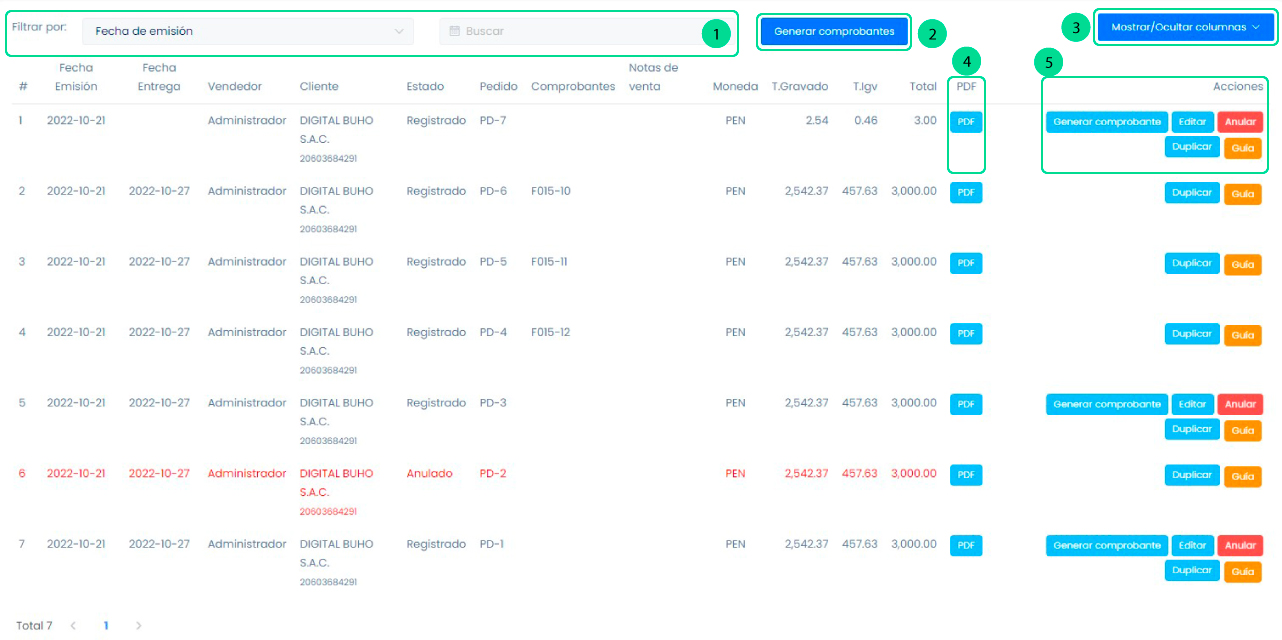 Filtrar por: Fecha de emisión Buscar 1 Generar comprobantes 2 3 Mostrar/Ocultar columnas
4 5
Fecha Fecha Notas de
# Emisión Entrega Vendedor Cliente Estado Pedido Comprobantes venta Moneda T.Gravado T.Igv Total PDF Acciones
1 2022-10-21 Administrador DIGITAL BUHO Registrado PD-7 PEN 2.54 0.46 3.00 PDF Generar comprobante Editar Anular
S.A.C. Duplicar Guía
20603684291
2 2022-10-21 2022-10-27 Administrador DIGITAL BUHO Registrado PD-6 F015-10 PEN 2,542.37 457.63 3,000.00 PDF Duplicar Guía
S.A.C.
20603684291
3 2022-10-21 2022-10-27 Administrador DIGITAL BUHO Registrado PD-5 F015-11 PEN 2,542.37 457.63 3,000.00 PDF Duplicar Guía
S.A.C.
20603684291
4 2022-10-21 2022-10-27 Administrador DIGITAL BUHO Registrado PD-4 F015-12 PEN 2,542.37 457.63 3,000.00 PDF Duplicar Guía
S.A.C.
20603684291
5 2022-10-21 2022-10-27 Administrador DIGITAL BUHO Registrado PD-3 PEN 2,542.37 457.63 3,000.00 PDF Generar comprobante Editar Anular
S.A.C. Duplicar Guía
20603684291
6 2022-10-21 2022-10-27 Administrador DIGITAL BUHO Anulado PD-2 PEN 2,542.37 457.63 3,000.00 PDF Duplicar Guía
S.A.C.
20603684291
7 2022-10-21 2022-10-27 Administrador DIGITAL BUHO Registrado PD-1 PEN 2,542.37 457.63 3,000.00 PDF Generar comprobante Editar Anular
S.A.C. Duplicar Guía
20603684291
Total 7 < 1 >